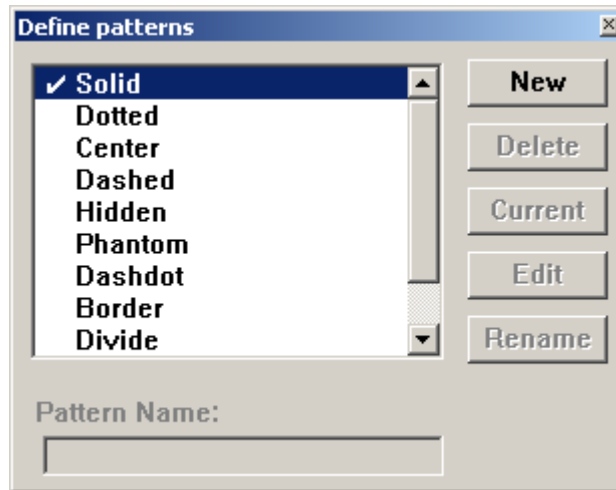 Define patterns
Solid
Dotted
Center
Dashed
Hidden
Phantom
Dashdot
Border
Divide
New
Delete
Current
Edit
Rename
Pattern Name: